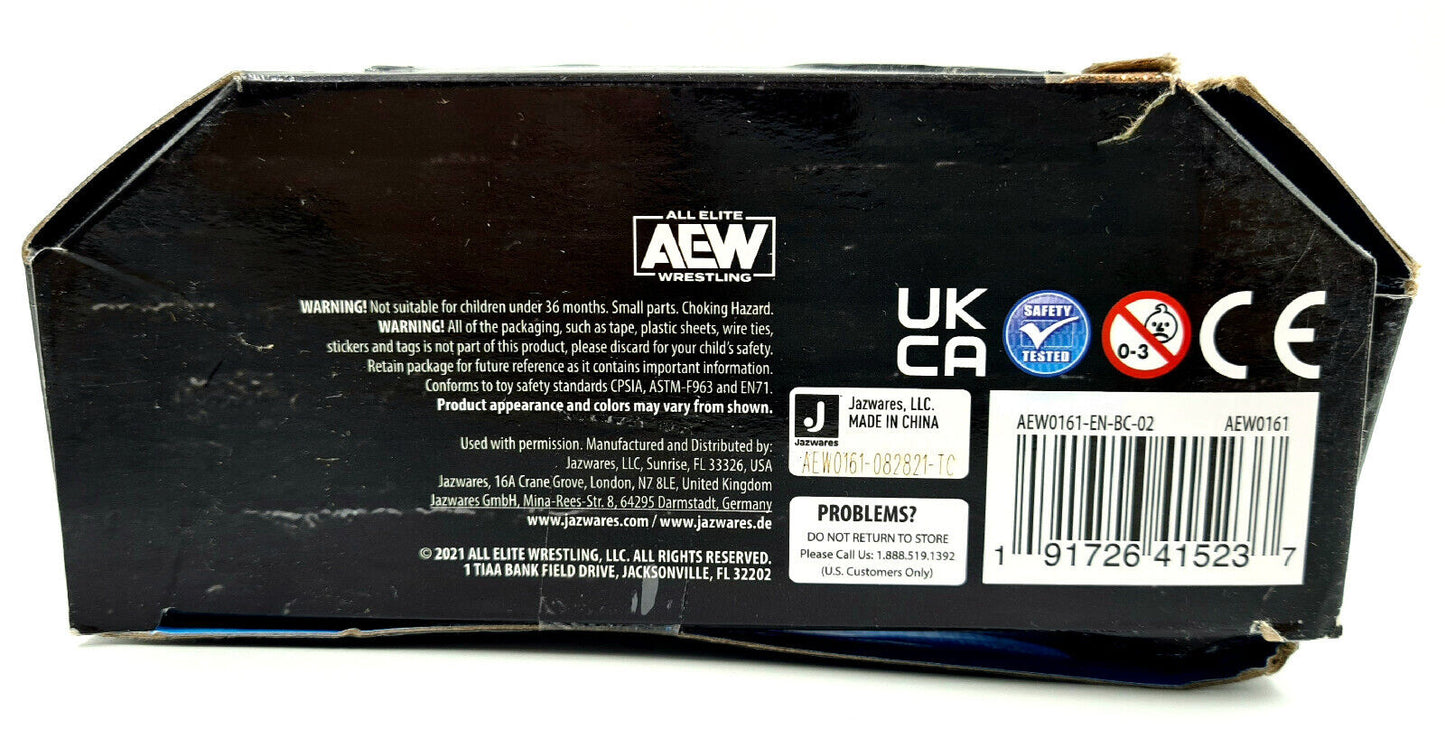 ALL ELITE
AEW
WRESTLING
WARNING! Not suitable for children under 36 months. Small parts. Choking Hazard.
WARNING! All of the packaging, such as tape, plastic sheets, wire ties,
stickers and tags is not part of this product, please discard for your child's safety.
Retain package for future reference as it contains important information.
Conforms to toy safety standards CPSIA, ASTM-F963 and EN71.
Product appearance and colors may vary from shown.
Used with permission. Manufactured and Distributed by:
Jazwares, LLC, Sunrise, FL 33326, USA
Jazwares, 16A Crane Grove, London, N7 8LE, United Kingdom
Jazwares GmbH, Mina-Rees-Str. 8, 64295 Darmstadt, Germany
www.jazwares.com / www.jazwares.de
© 2021 ALL ELITE WRESTLING, LLC. ALL RIGHTS RESERVED.
1 TIAA BANK FIELD DRIVE, JACKSONVILLE, FL 32202
UK
CA
SAFETY
TESTED
0-3
CE
J
Jazwares
Jazwares, LLC.
MADE IN CHINA
AEW0161-082821-TC
PROBLEMS?
DO NOT RETURN TO STORE
Please Call Us: 1.888.519.1392
(U.S. Customers Only)
AEW0161-EN-BC-02 AEW0161
1 91726 41523 7